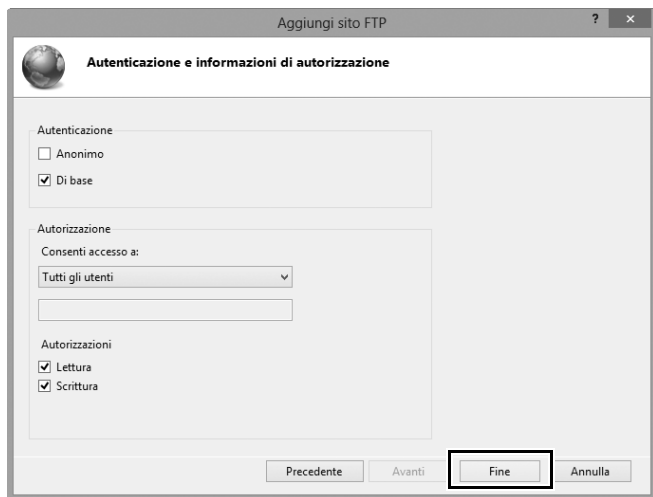 Aggiungi sito FTP
?
Autenticazione e informazioni di autorizzazione
Autenticazione
Anonimo
Di base
Autorizzazione
Consenti accesso a:
Tutti gli utenti
Autorizzazioni
Lettura
Scrittura
Precedente Avanti Fine Annulla